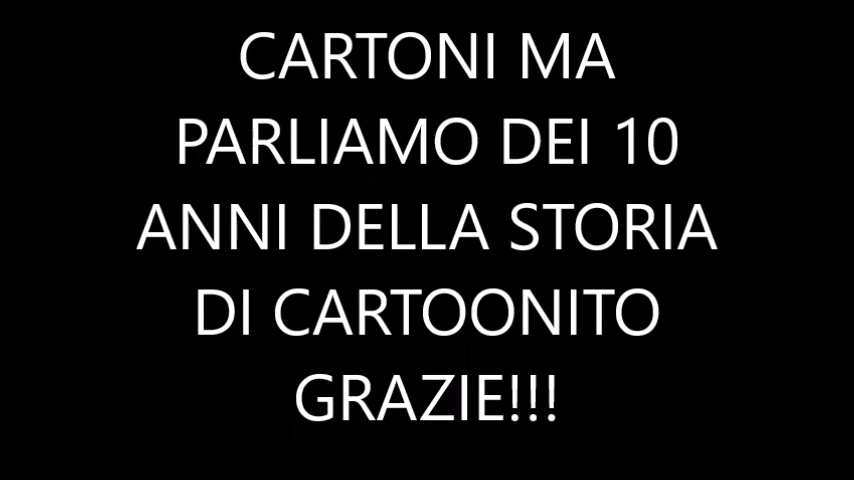 CARTONI MA
PARLIAMO DEI 10
ANNI DELLA STORIA
DI CARTOONITO
GRAZIE!!!